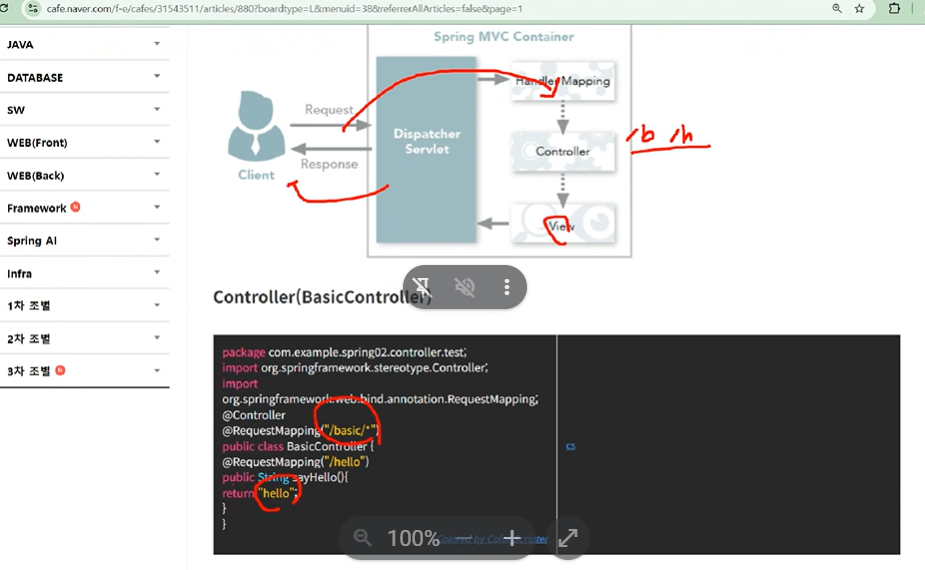 cafe.naver.com/f-e/cafes/31543511/articles/880?boardtype=L&menuid=38&referrerAllArticles=false&page=1
JAVA
DATABASE
SW
WEB(Front)
WEB(Back)
Framework N
Spring AI
Infra
1차 조별
2차 조별
3차 조별 N
Spring MVC Container
Handler Mapping
Request
Dispatcher
Servlet
Controller
/b /h
Response
Client
View
Controller(BasicController)
package com.example.spring02.controller.test;
import org.springframework.stereotype.Controller;
import
org.springframework.web.bind.annotation.RequestMapping;
@Controller
@RequestMapping("/basic/*")
public class BasicController {
@RequestMapping("/hello")
public String sayHello(){
return "hello";
}
}
cs
100%
Colored by Color Scripter